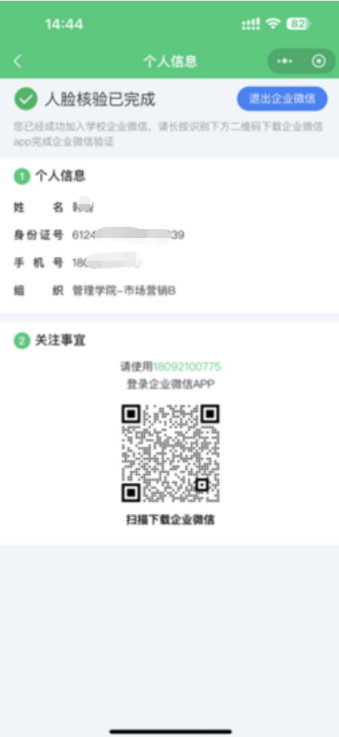 14:44
82
个人信息
人脸核验已完成
退出企业微信
您已经成功加入学校企业微信，请长按识别下方二维码下载企业微信
app完成企业微信验证
1 个人信息
姓 名
身份证号 6124 39
手机号 180
组 织 管理学院-市场营销B
2 关注事宜
请使用18092100775
登录企业微信APP
扫描下载企业微信